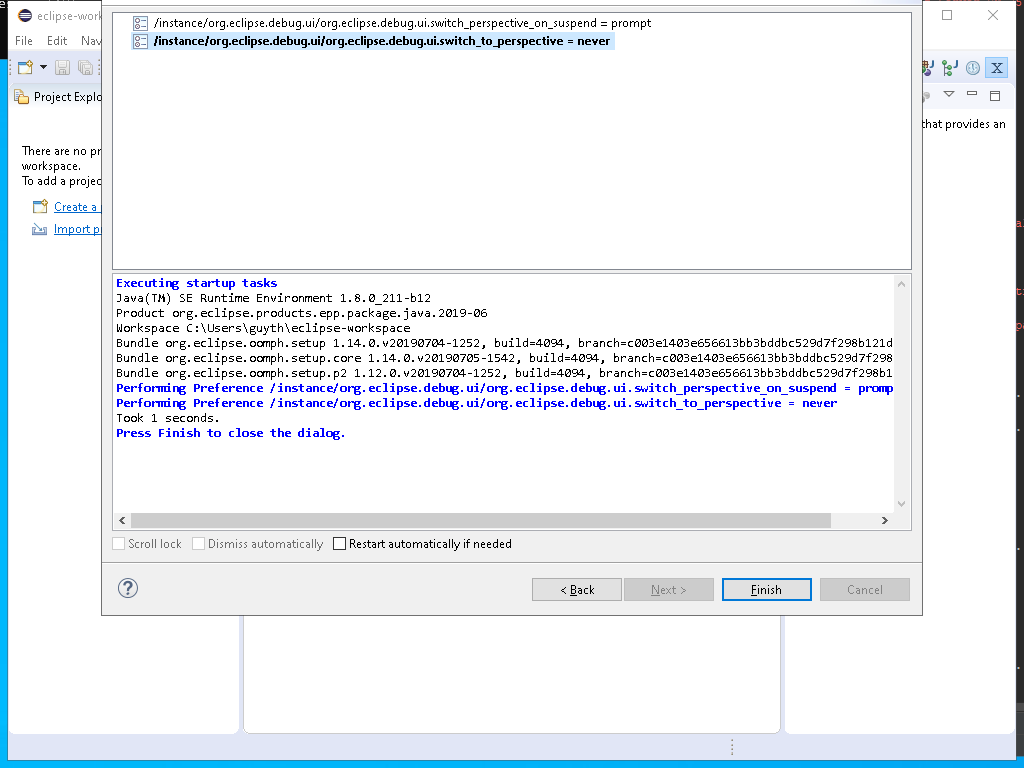 eclipse-work
/instance/org.eclipse.debug.ui/org.eclipse.debug.ui.switch_perspective_on_suspend = prompt
/instance/org.eclipse.debug.ui/org.eclipse.debug.ui.switch_to_perspective = never
File Edit Nav
Project Explo
that provides an
There are no pr
workspace.
To add a projec
Create a
Import p
Executing startup tasks
Java(TM) SE Runtime Environment 1.8.0_211-b12
Product org.eclipse.products.epp.package.java.2019-06
Workspace C:\Users\guyth\eclipse-workspace
Bundle org.eclipse.oomph.setup 1.14.0.v20190704-1252, build=4094, branch=c003e1403e656613bb3bddbc529d7f298b121d
Bundle org.eclipse.oomph.setup.core 1.14.0.v20190705-1542, build=4094, branch=c003e1403e656613bb3bddbc529d7f298
Bundle org.eclipse.oomph.setup.p2 1.12.0.v20190704-1252, build=4094, branch=c003e1403e656613bb3bddbc529d7f298b1
Performing Preference /instance/org.eclipse.debug.ui/org.eclipse.debug.ui.switch_perspective_on_suspend = promp
Performing Preference /instance/org.eclipse.debug.ui/org.eclipse.debug.ui.switch_to_perspective = never
Took 1 seconds.
Press Finish to close the dialog.
Scroll lock Dismiss automatically Restart automatically if needed
< Back Next > Finish Cancel